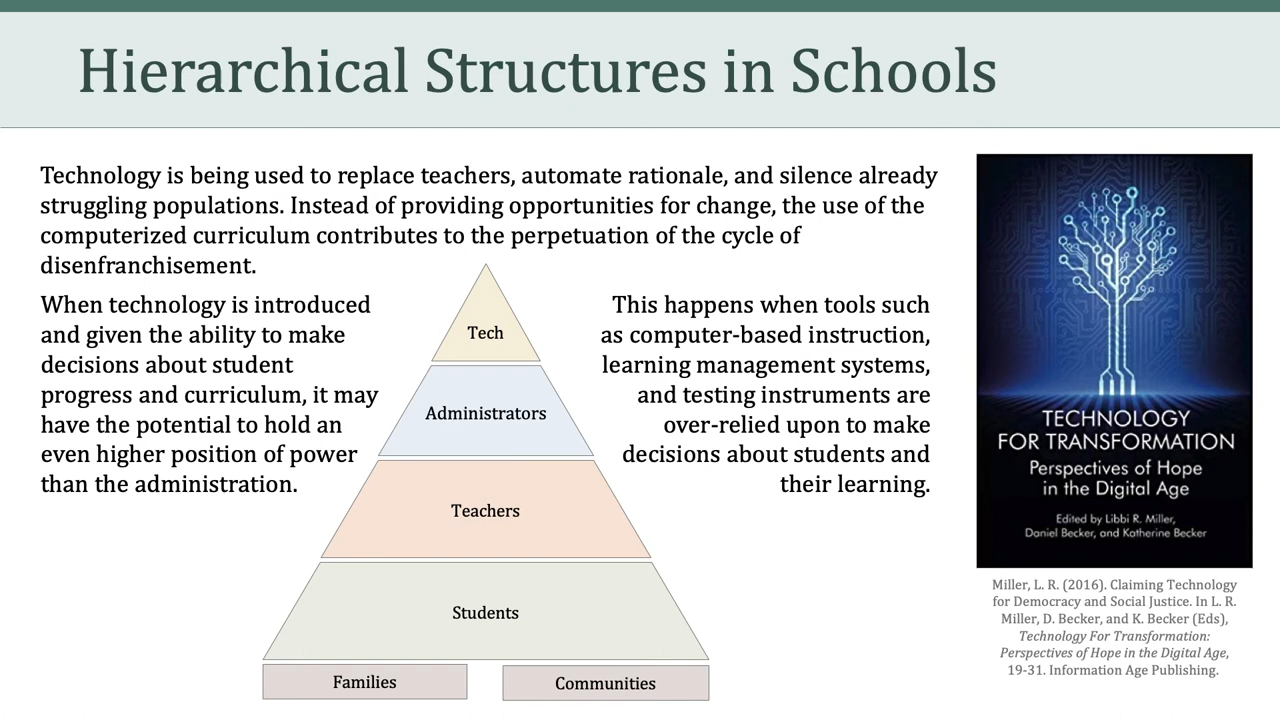 Hierarchical Structures in Schools
Technology is being used to replace teachers, automate rationale, and silence already
struggling populations. Instead of providing opportunities for change, the use of the
computerized curriculum contributes to the perpetuation of the cycle of
disenfranchisement.
When technology is introduced
and given the ability to make
decisions about student
progress and curriculum, it may
have the potential to hold an
even higher position of power
than the administration.
Tech
Administrators
Teachers
Students
Families
Communities
This happens when tools such
as computer-based instruction,
learning management systems,
and testing instruments are
over-relied upon to make
decisions about students and
their learning.
TECHNOLOGY
FOR TRANSFORMATION
Perspectives of Hope
in the Digital Age
Edited by Libbi R. Miller,
Daniel Becker, and Katherine Becker
Miller, L. R. (2016). Claiming Technology
for Democracy and Social Justice. In L. R.
Miller, D. Becker, and K. Becker (Eds),
Technology For Transformation:
Perspectives of Hope in the Digital Age,
19-31. Information Age Publishing.